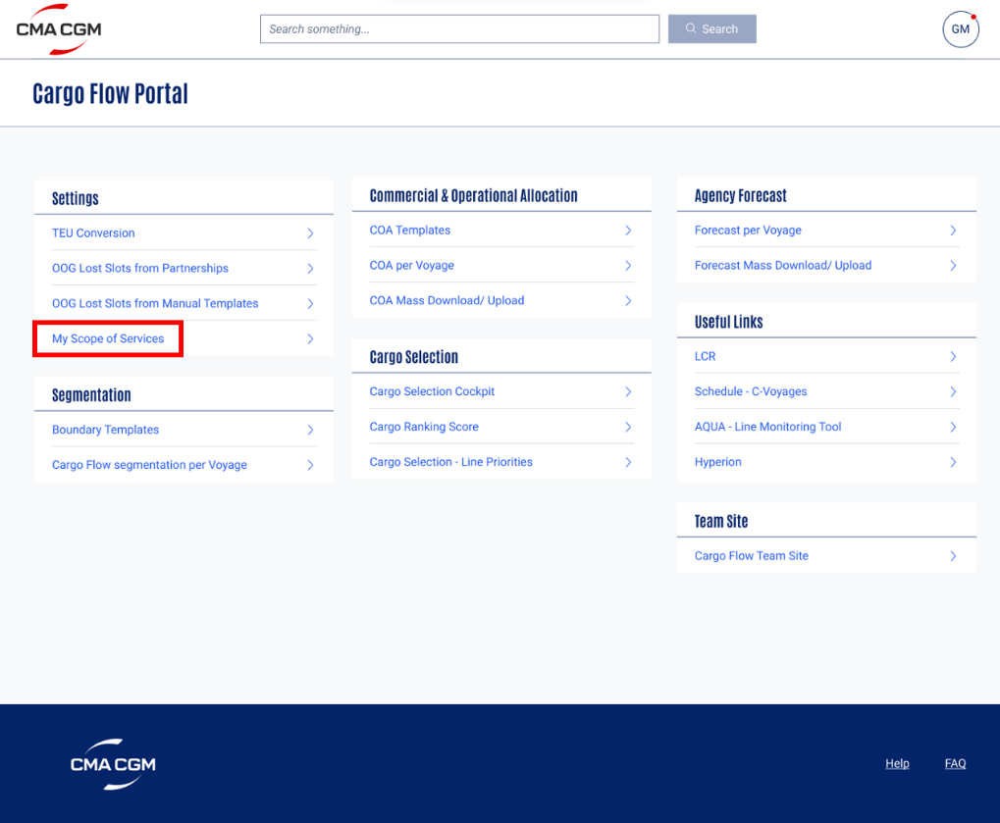 CMA CGM
Search something...
Search
GM
Cargo Flow Portal
Settings
TEU Conversion
OOG Lost Slots from Partnerships
OOG Lost Slots from Manual Templates
My Scope of Services
Segmentation
Boundary Templates
Cargo Flow segmentation per Voyage
Commercial & Operational Allocation
COA Templates
COA per Voyage
COA Mass Download/ Upload
Cargo Selection
Cargo Selection Cockpit
Cargo Ranking Score
Cargo Selection - Line Priorities
Agency Forecast
Forecast per Voyage
Forecast Mass Download/ Upload
Useful Links
LCR
Schedule - C-Voyages
AQUA - Line Monitoring Tool
Hyperion
Team Site
Cargo Flow Team Site
CMA CGM
Help
FAQ